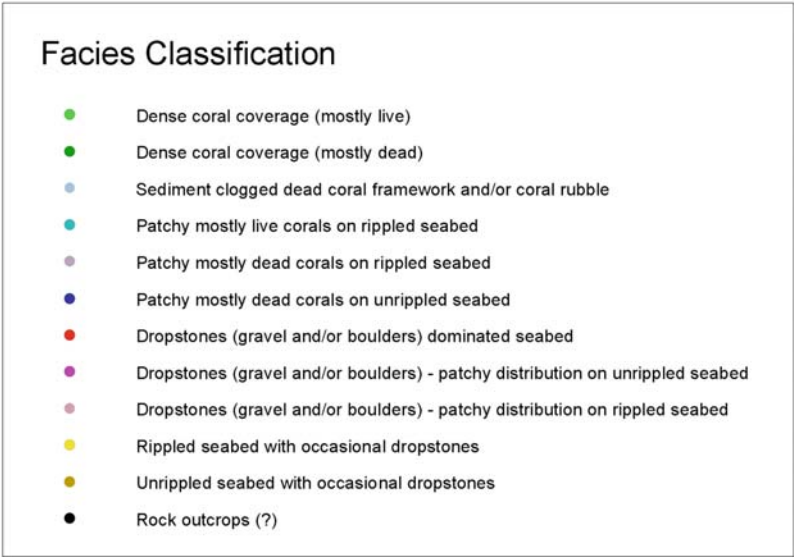 Facies Classification
Dense coral coverage (mostly live)
Dense coral coverage (mostly dead)
Sediment clogged dead coral framework and/or coral rubble
Patchy mostly live corals on rippled seabed
Patchy mostly dead corals on rippled seabed
Patchy mostly dead corals on unrippled seabed
Dropstones (gravel and/or boulders) dominated seabed
Dropstones (gravel and/or boulders) - patchy distribution on unrippled seabed
Dropstones (gravel and/or boulders) - patchy distribution on rippled seabed
Rippled seabed with occasional dropstones
Unrippled seabed with occasional dropstones
Rock outcrops (?)